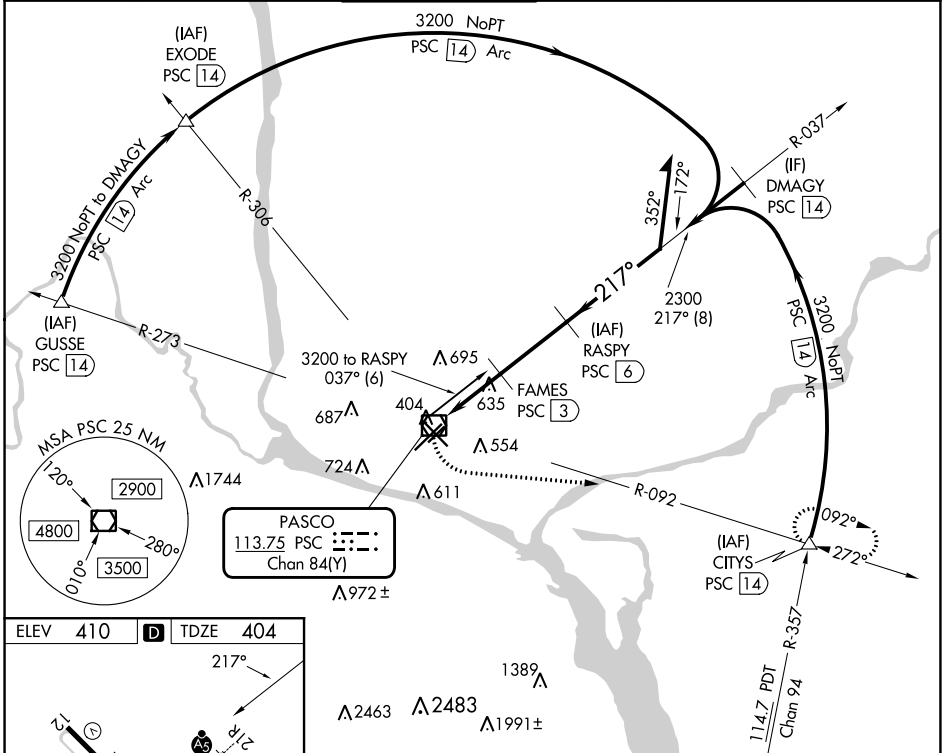 3200 NoPT
PSC 14 Arc
(IAF)
EXODE
PSC 14
R-037
(IF)
DMAGY
PSC 14
3200 NoPT to DMAGY
PSC 14 Arc
R-306
352°
172°
217°
2300
217° (8)
3200 NoPT
PSC 14 Arc
(IAF)
GUSSE
PSC 14
R-273
(IAF)
RASPY
PSC 6
3200 to RASPY
037° (6)
695
FAMES
PSC 3
635
404
687
554
724
611
MSA PSC 25 NM
120°
2900
4800
280°
3500
010°
1744
R-092
092°
272°
(IAF)
CITYS
PSC 14
PASCO
113.75 PSC
Chan 84(Y)
972 ±
R-357
114.7 PDT
Chan 94
ELEV 410 D TDZE 404
217°
12
V
A5
21R
1389
2463
2483
1991±